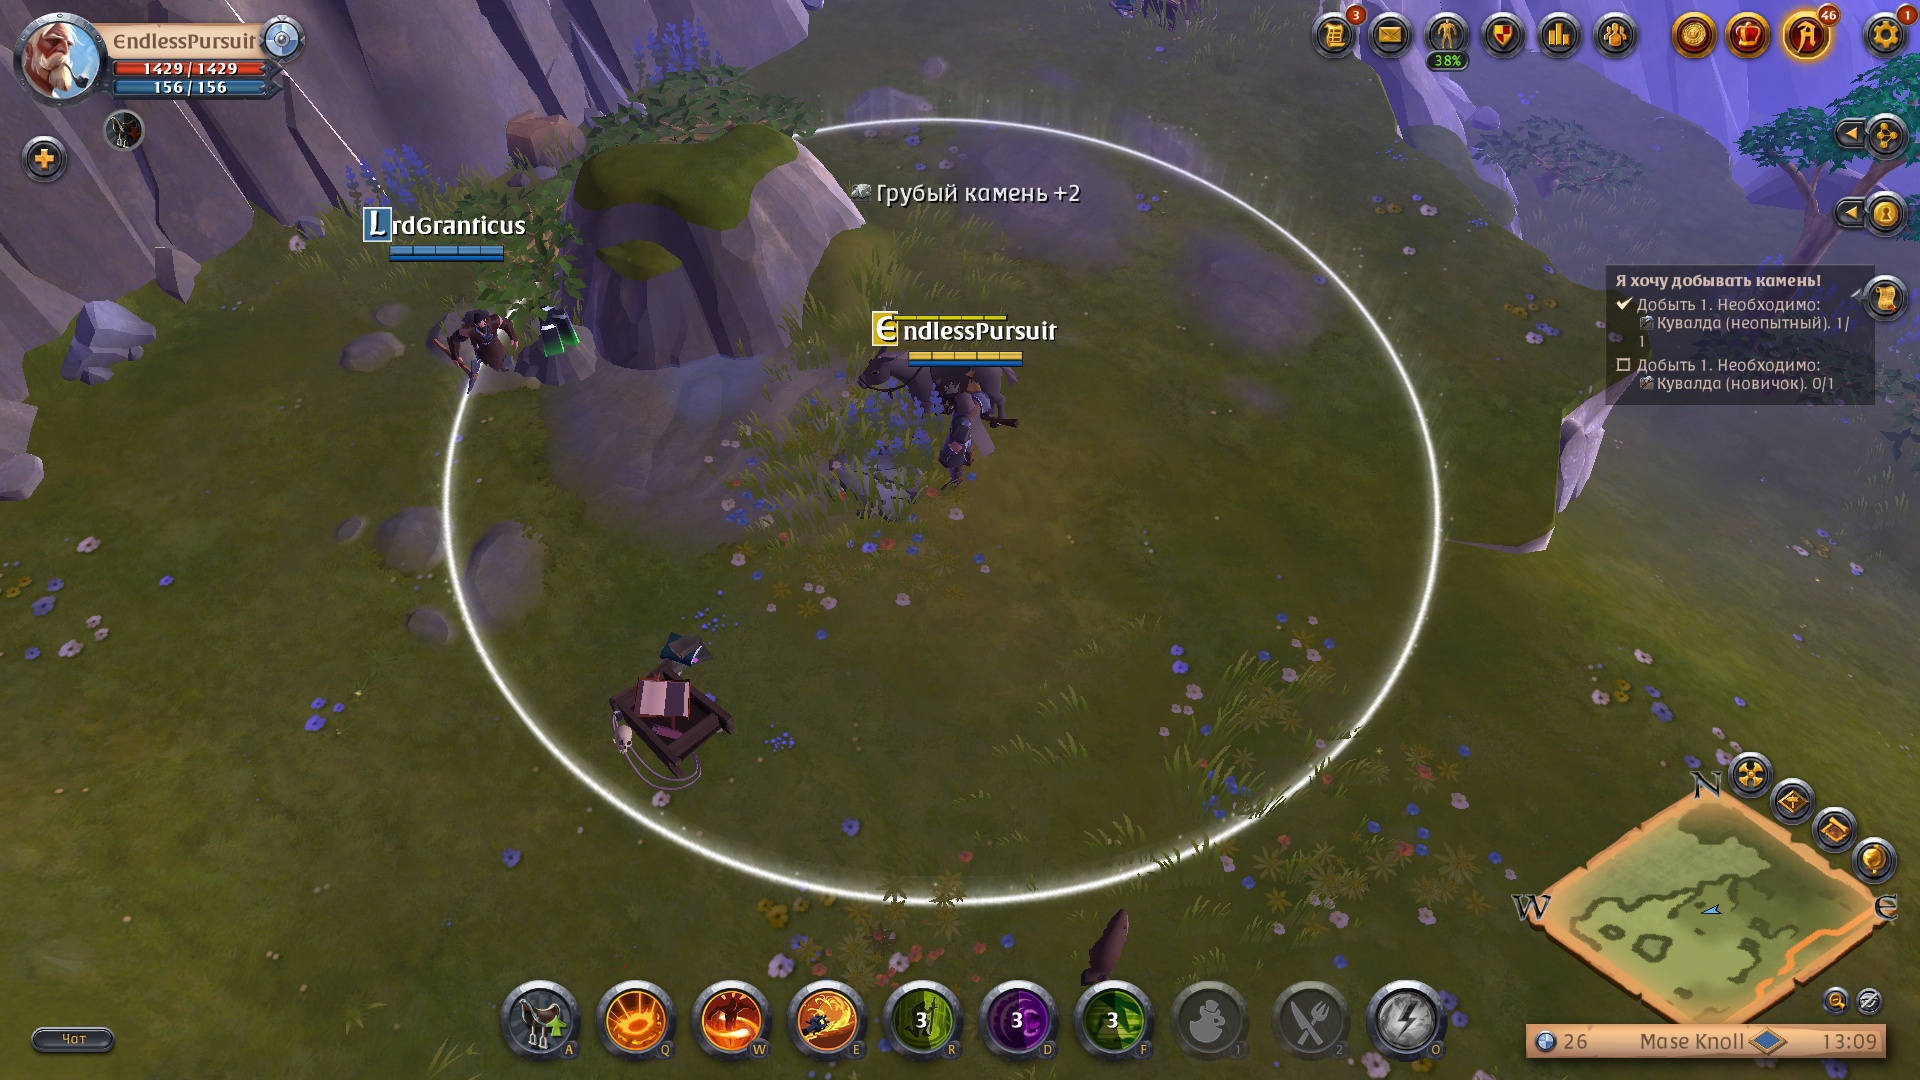 EndlessPursuit
1429 / 1429
156 / 156
3
38%
46
1
LrdGranticus
Грубый камень +2
EndlessPursuit
Я хочу добывать камень!
Добыть 1. Необходимо:
Кувалда (неопытный). 1/
1
Добыть 1. Необходимо:
Кувалда (новичок). 0/1
N
W
E
A
Q
W
E
3
R
3
D
3
F
1
2
O
Чат
26
Mase Knoll
13:09